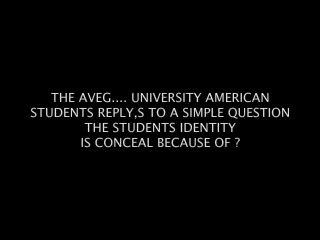 THE AVEG.... UNIVERSITY AMERICAN
STUDENTS REPLY,S TO A SIMPLE QUESTION
THE STUDENTS IDENTITY
IS CONCEAL BECAUSE OF ?